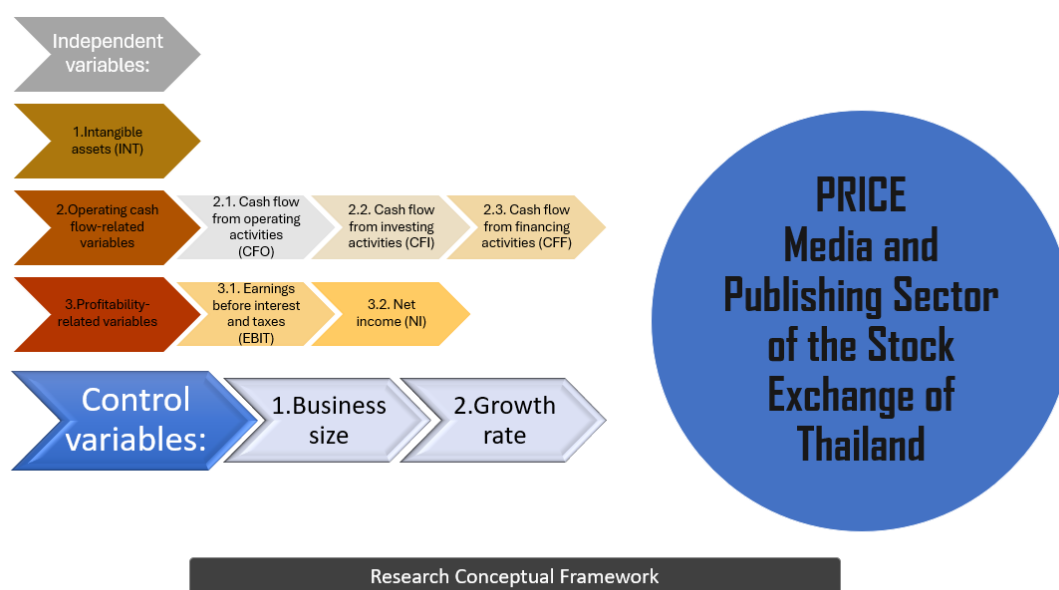 Independent
variables:
1.Intangible
assets (INT)
2.Operating cash
flow-related
variables
2.1. Cash flow
from operating
activities
(CFO)
2.2. Cash flow
from investing
activities (CFI)
2.3. Cash flow
from financing
activities (CFF)
3.Profitability-
related variables
3.1. Earnings
before interest
and taxes
(EBIT)
3.2. Net
income (NI)
Control
variables:
1.Business
size
2.Growth
rate
PRICE
Media and
Publishing Sector
of the Stock
Exchange of
Thailand
Research Conceptual Framework